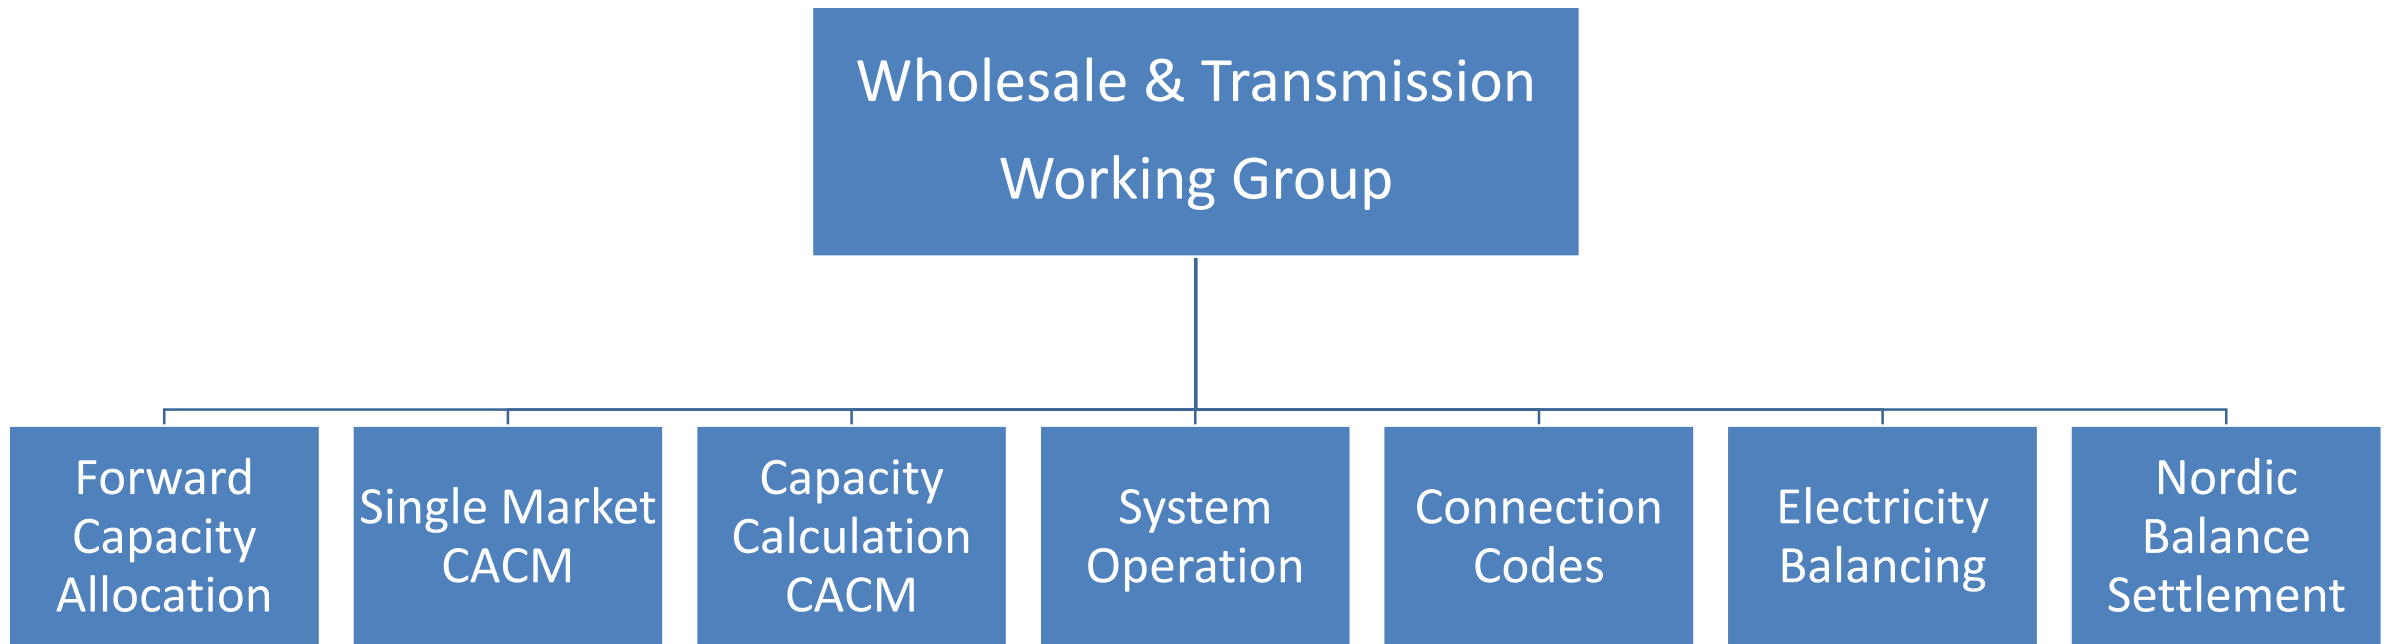 Wholesale & Transmission
Working Group
Forward
Capacity
Allocation
Single Market
CACM
Capacity
Calculation
CACM
System
Operation
Connection
Codes
Electricity
Balancing
Nordic
Balance
Settlement